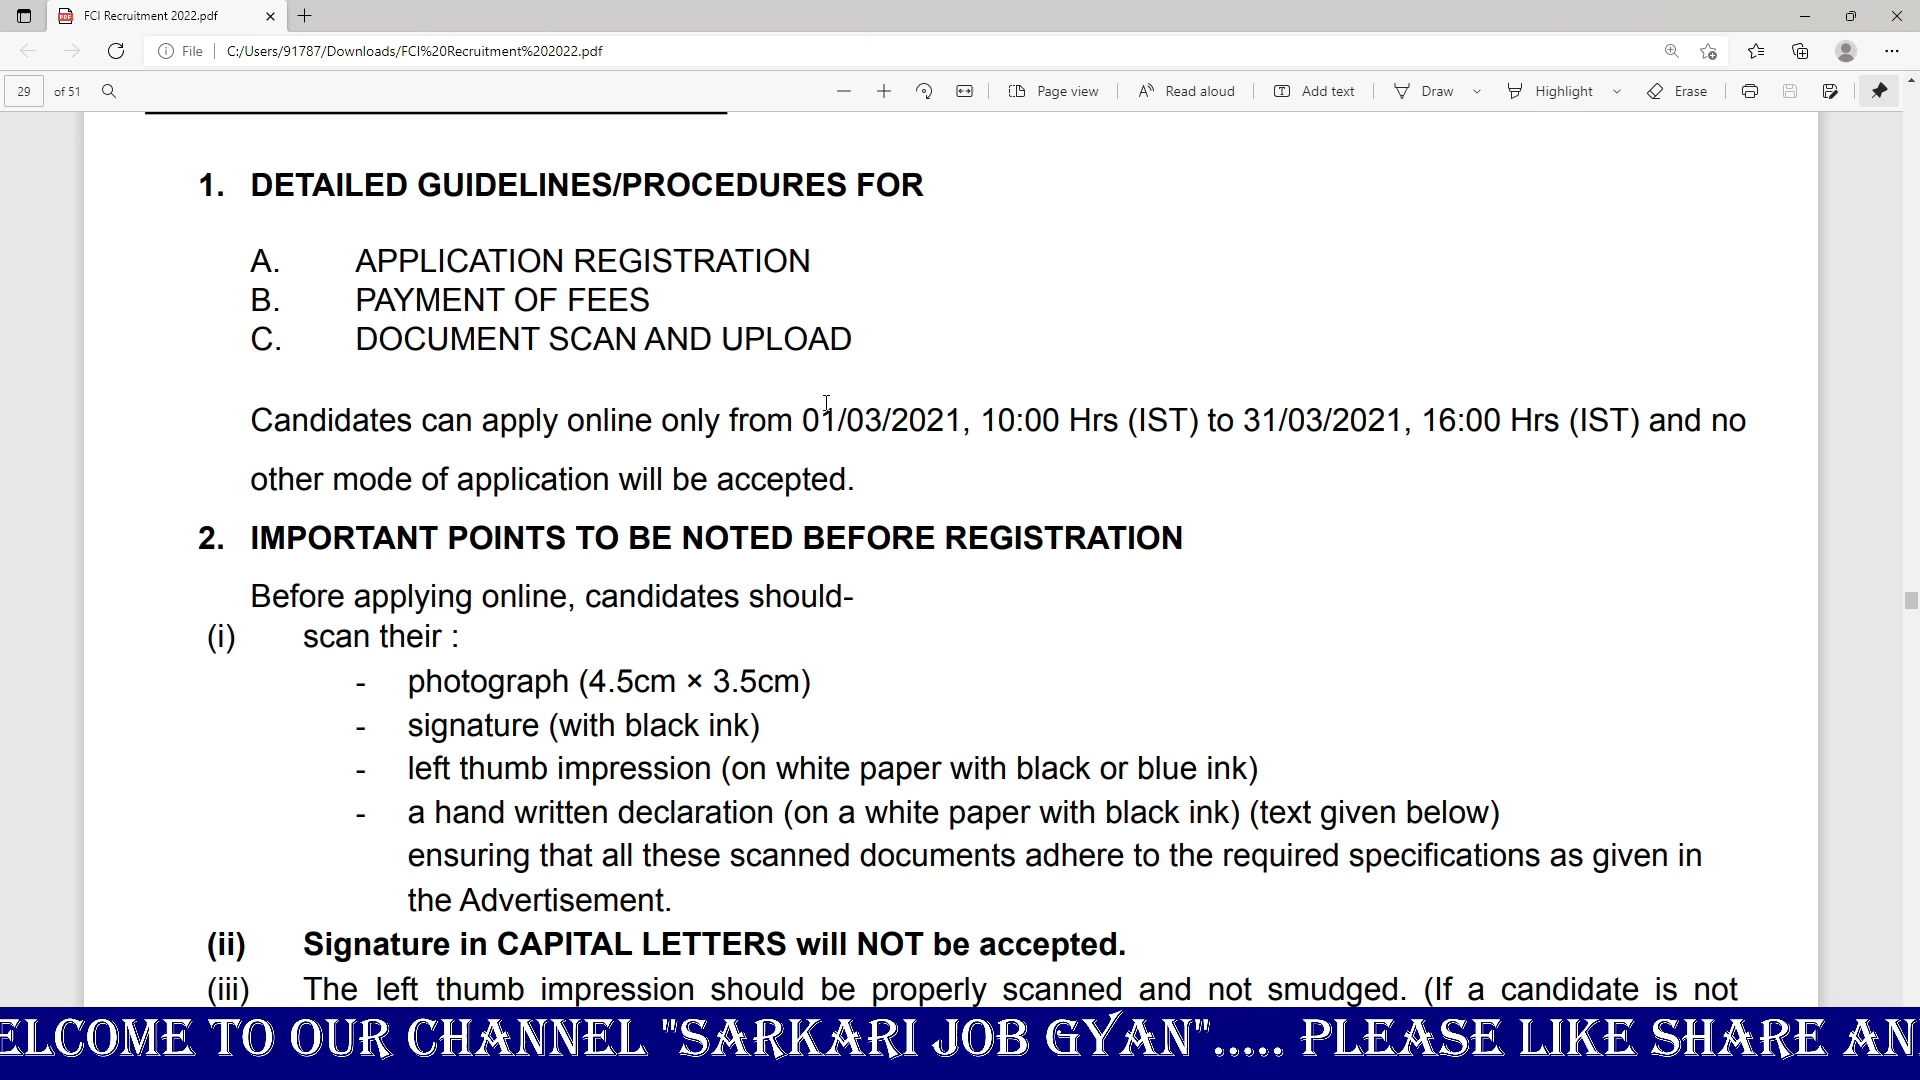 FCI Recruitment 2022.pdf
File C:/Users/91787/Downloads/FCI%20Recruitment%202022.pdf
29 of 51 Page view Read aloud Add text Draw Highlight Erase
1. DETAILED GUIDELINES/PROCEDURES FOR
A. APPLICATION REGISTRATION
B. PAYMENT OF FEES
C. DOCUMENT SCAN AND UPLOAD
Candidates can apply online only from 01/03/2021, 10:00 Hrs (IST) to 31/03/2021, 16:00 Hrs (IST) and no
other mode of application will be accepted.
2. IMPORTANT POINTS TO BE NOTED BEFORE REGISTRATION
Before applying online, candidates should-
(i) scan their :
- photograph (4.5cm × 3.5cm)
- signature (with black ink)
- left thumb impression (on white paper with black or blue ink)
- a hand written declaration (on a white paper with black ink) (text given below)
ensuring that all these scanned documents adhere to the required specifications as given in
the Advertisement.
(ii) Signature in CAPITAL LETTERS will NOT be accepted.
(iii) The left thumb impression should be properly scanned and not smudged. (If a candidate is not
ELCOME TO OUR CHANNEL "SARKARI JOB GYAN"..... PLEASE LIKE SHARE AN